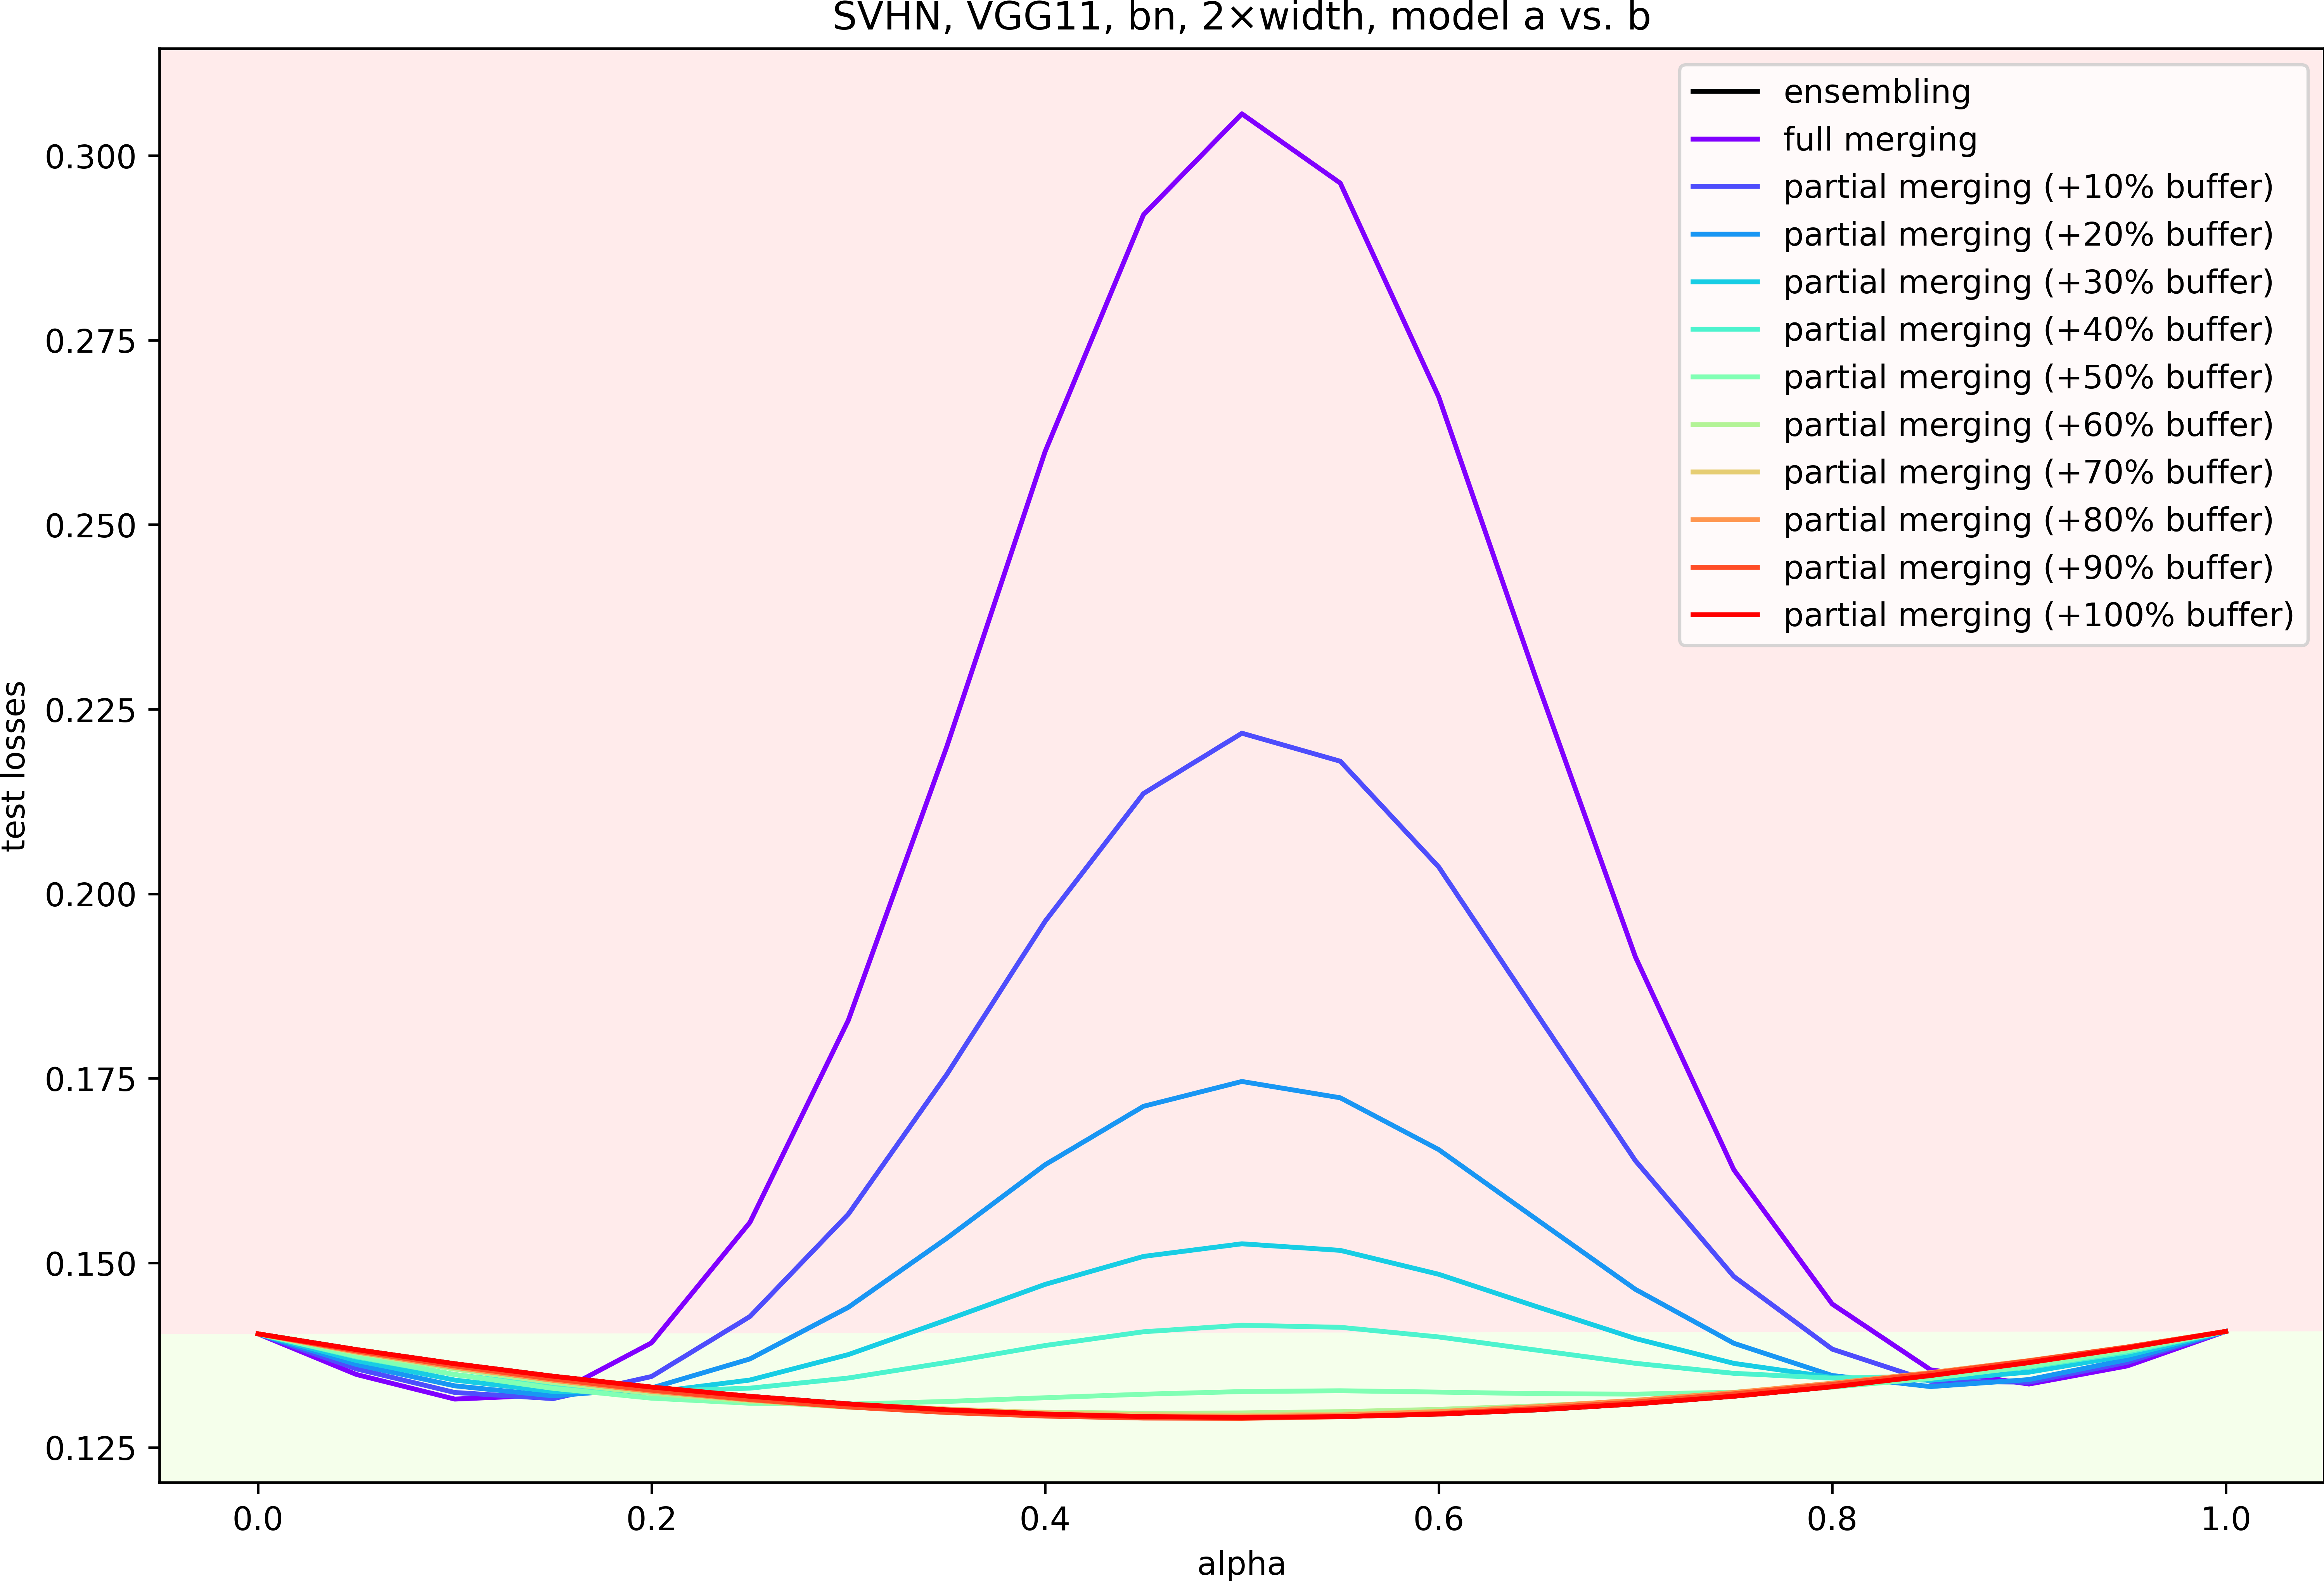 SVHN, VGG11, bn, 2×width, model a vs. b
ensembling
full merging
partial merging (+10% buffer)
partial merging (+20% buffer)
partial merging (+30% buffer)
partial merging (+40% buffer)
partial merging (+50% buffer)
partial merging (+60% buffer)
partial merging (+70% buffer)
partial merging (+80% buffer)
partial merging (+90% buffer)
partial merging (+100% buffer)
test losses
0.300
0.275
0.250
0.225
0.200
0.175
0.150
0.125
0.0 0.2 0.4 0.6 0.8 1.0
alpha